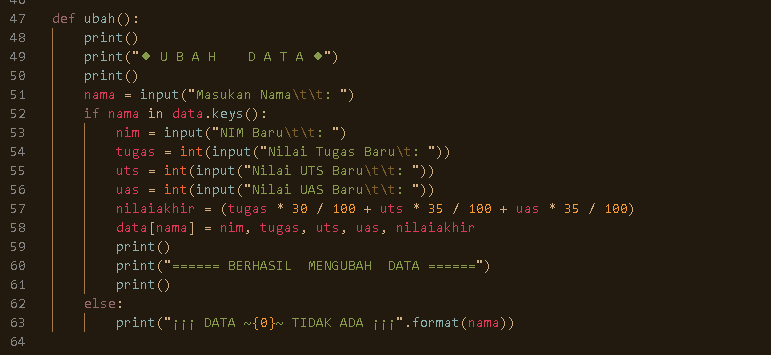 47 def ubah():
48 print()
49 print("◆ U B A H    D A T A ◆")
50 print()
51 nama = input("Masukan Nama\t\t: ")
52 if nama in data.keys():
53 nim = input("NIM Baru\t\t: ")
54 tugas = int(input("Nilai Tugas Baru\t: "))
55 uts = int(input("Nilai UTS Baru\t\t: "))
56 uas = int(input("Nilai UAS Baru\t\t: "))
57 nilaiakhir = (tugas * 30 / 100 + uts * 35 / 100 + uas * 35 / 100)
58 data[nama] = nim, tugas, uts, uas, nilaiakhir
59 print()
60 print("====== BERHASIL  MENGUBAH  DATA ======")
61 print()
62 else:
63 print("¡¡¡ DATA ~{0}~ TIDAK ADA ¡¡¡".format(nama))
64